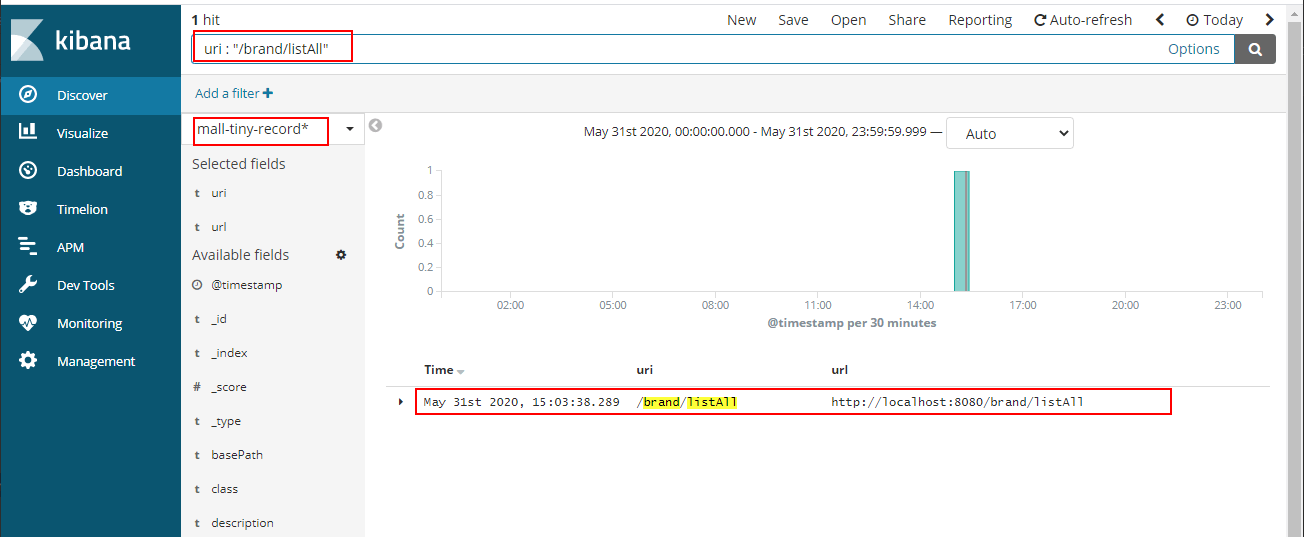 kibana
Discover
Visualize
Dashboard
Timelion
APM
Dev Tools
Monitoring
Management
1 hit
New Save Open Share Reporting Auto-refresh Today
uri : "/brand/listAll" Options
Add a filter +
mall-tiny-record*
Selected fields
t uri
t url
Available fields
@timestamp
t _id
t _index
# _score
t _type
t basePath
t class
t description
May 31st 2020, 00:00:00.000 - May 31st 2020, 23:59:59.999 — Auto
Count
1
0.8
0.6
0.4
0.2
0
02:00 05:00 08:00 11:00 14:00 17:00 20:00 23:00
@timestamp per 30 minutes
Time uri url
May 31st 2020, 15:03:38.289 /brand/listAll http://localhost:8080/brand/listAll